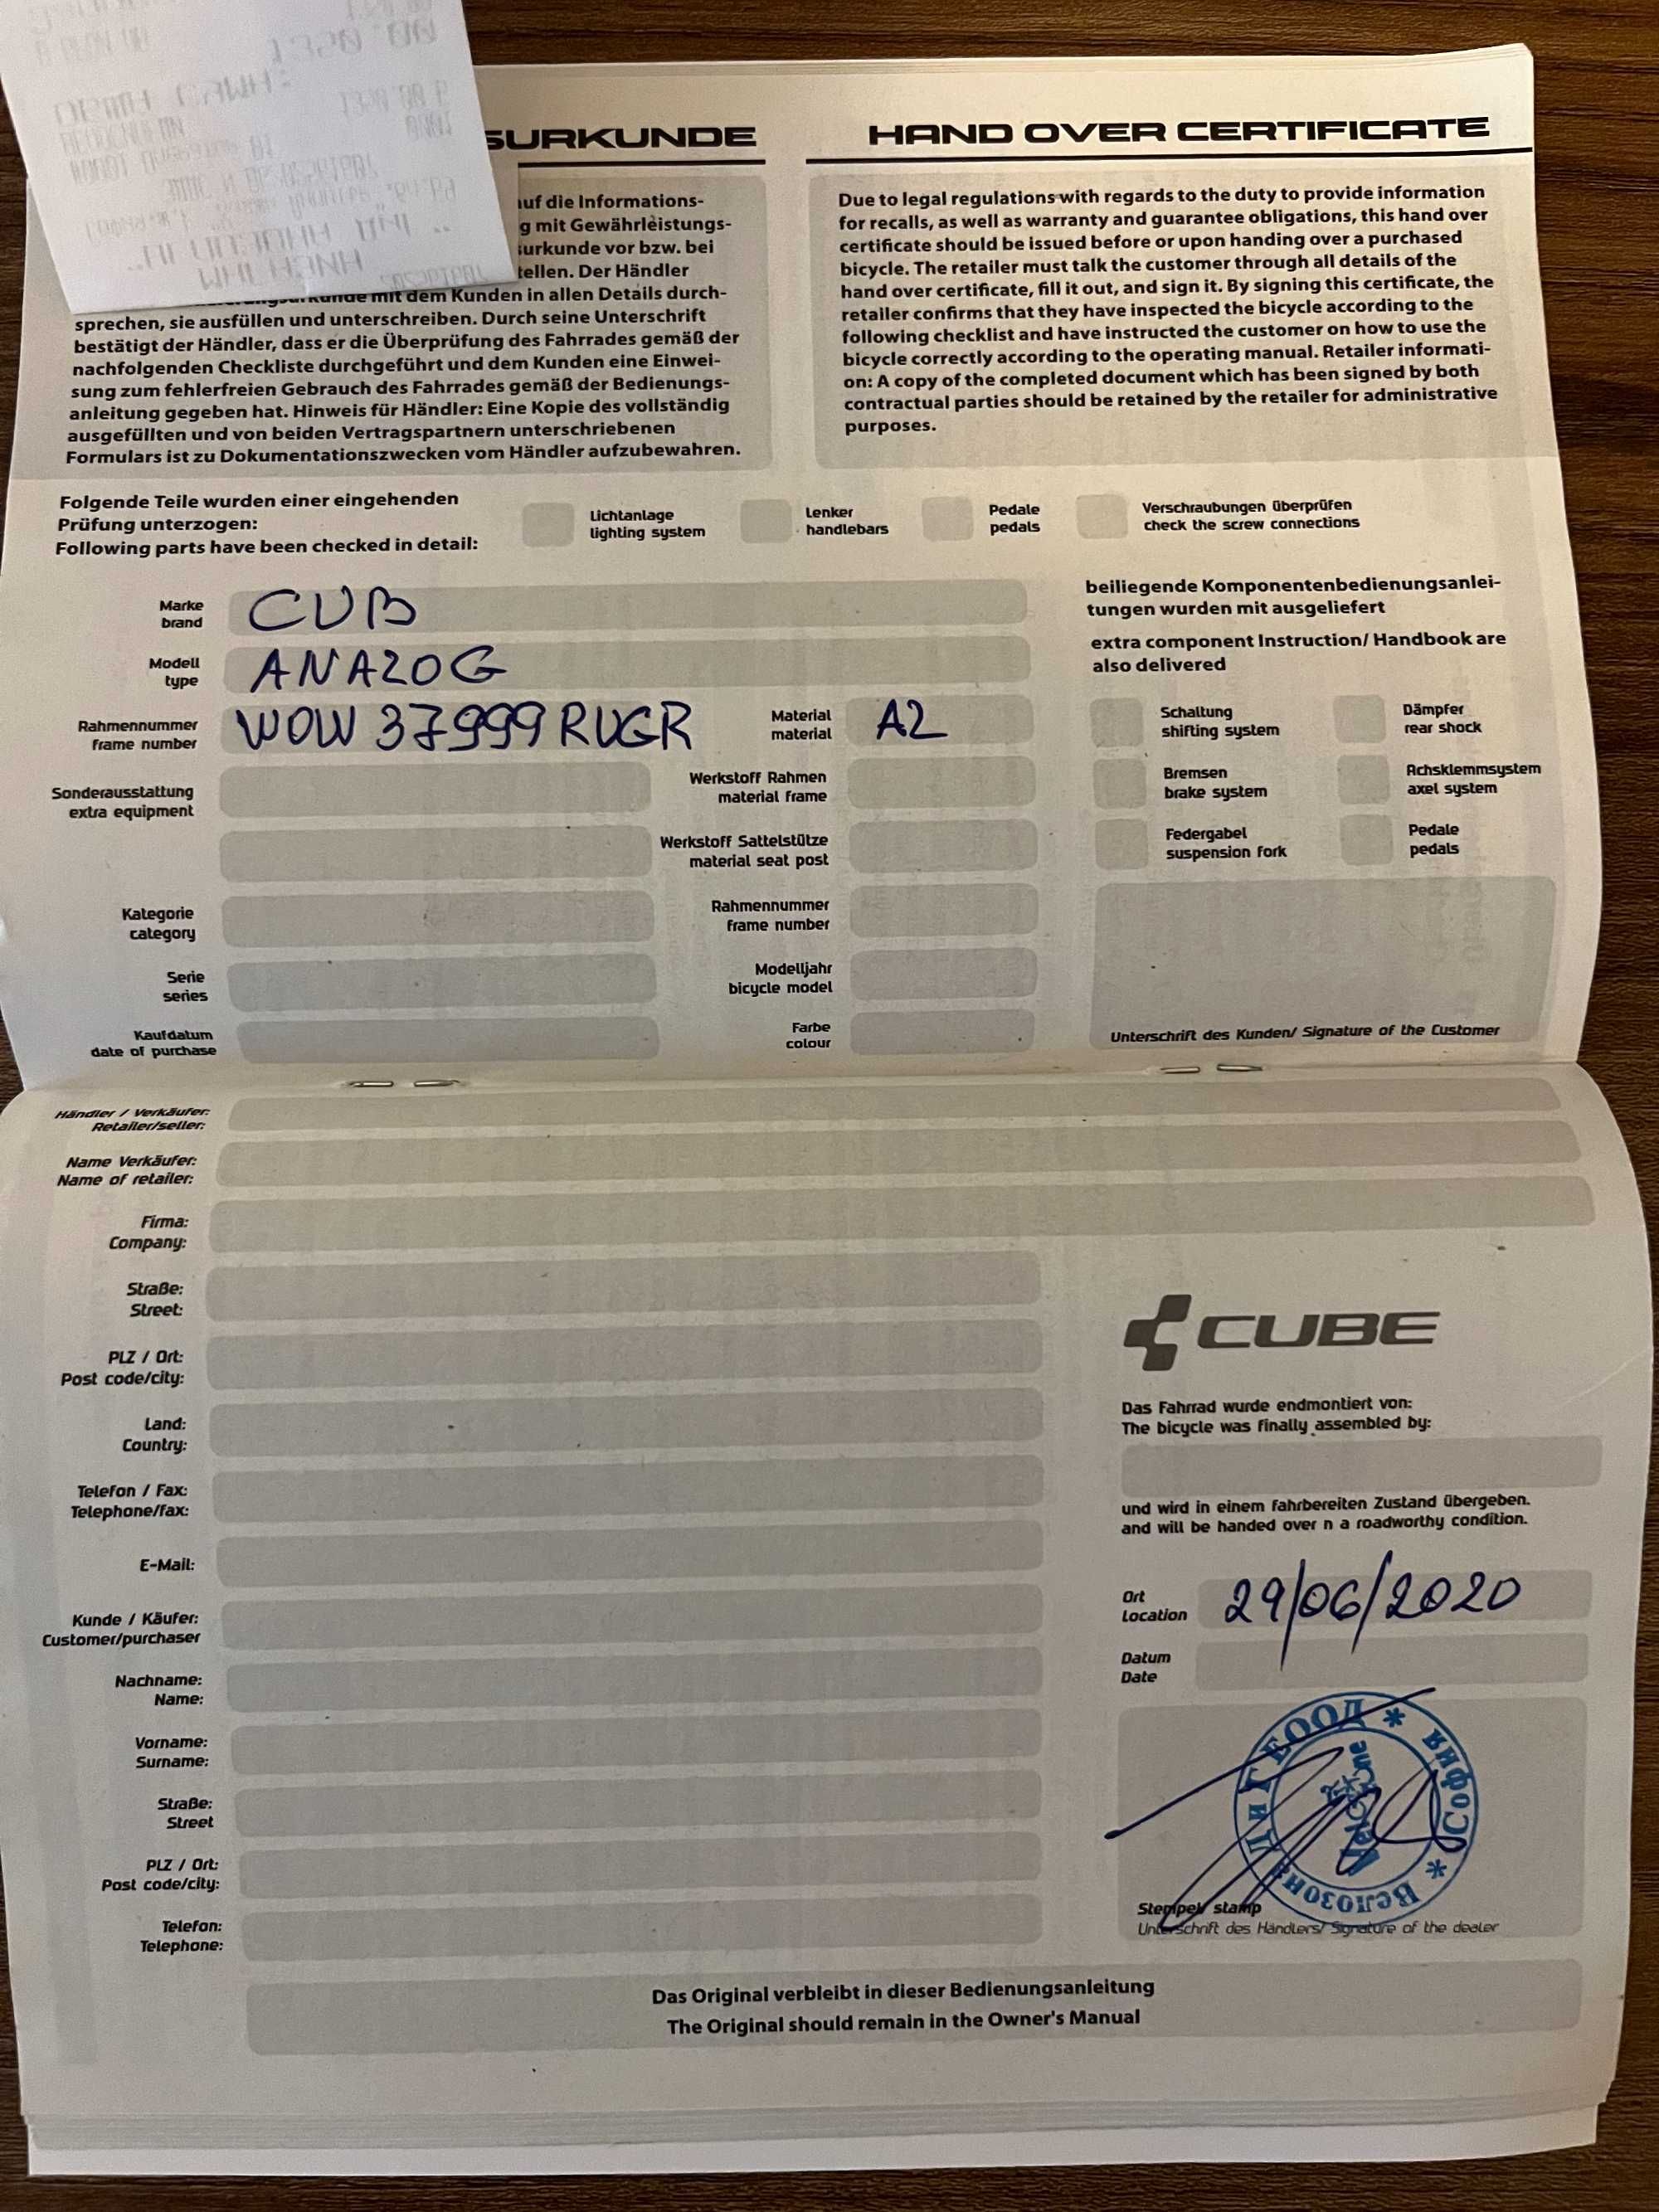 SURKUNDE
auf die Informations-
g mit Gewährleistungs-
surkunde vor bzw. bei
tellen. Der Händler
mit dem Kunden in allen Details durch-
sprechen, sie ausfüllen und unterschreiben. Durch seine Unterschrift
bestätigt der Händler, dass er die Überprüfung des Fahrrades gemäß der
nachfolgenden Checkliste durchgeführt und dem Kunden eine Einwei-
sung zum fehlerfreien Gebrauch des Fahrrades gemäß der Bedienungs-
anleitung gegeben hat. Hinweis für Händler: Eine Kopie des vollständig
ausgefüllten und von beiden Vertragspartnern unterschriebenen
Formulars ist zu Dokumentationszwecken vom Händler aufzubewahren.
HAND OVER CERTIFICATE
Due to legal regulations with regards to the duty to provide information
for recalls, as well as warranty and guarantee obligations, this hand over
certificate should be issued before or upon handing over a purchased
bicycle. The retailer must talk the customer through all details of the
hand over certificate, fill it out, and sign it. By signing this certificate, the
retailer confirms that they have inspected the bicycle according to the
following checklist and have instructed the customer on how to use the
bicycle correctly according to the operating manual. Retailer informati-
on: A copy of the completed document which has been signed by both
contractual parties should be retained by the retailer for administrative
purposes.
Folgende Teile wurden einer eingehenden
Prüfung unterzogen:
Following parts have been checked in detail:
Lichtanlage
lighting system
Lenker
handlebars
Pedale
pedals
Verschraubungen überprüfen
check the screw connections
Marke
brand
CUB
Modell
type
ANALOG
Rahmennummer
frame number
WOW 37999 RUGR
Material
material
AL
Sonderausstattung
extra equipment
Werkstoff Rahmen
material frame
Werkstoff Sattelstütze
material seat post
Kategorie
category
Rahmennummer
frame number
Serie
series
Modelljahr
bicycle model
Kaufdatum
date of purchase
Farbe
colour
beiliegende Komponentenbedienungsanlei-
tungen wurden mit ausgeliefert
extra component Instruction/ Handbook are
also delivered
Schaltung
shifting system
Dämpfer
rear shock
Bremsen
brake system
Achsklemmsystem
axel system
Federgabel
suspension fork
Pedale
pedals
Unterschrift des Kunden/ Signature of the Customer
Händler / Verkäufer:
Retailer/seller:
Name Verkäufer:
Name of retailer:
Firma:
Company:
Straße:
Street:
PLZ / Ort:
Post code/city:
Land:
Country:
Telefon / Fax:
Telephone/fax:
E-Mail:
Kunde / Käufer:
Customer/purchaser
Nachname:
Name:
Vorname:
Surname:
Straße:
Street
PLZ / Ort:
Post code/city:
Telefon:
Telephone:
CUBE
Das Fahrrad wurde endmontiert von:
The bicycle was finally assembled by:
und wird in einem fahrbereiten Zustand übergeben.
and will be handed over n a roadworthy condition.
Ort
Location
29/06/2020
Datum
Date
Велозон * София *
ЕООД
Stempel/ stamp
Unterschrift des Händlers/ Signature of the dealer
Das Original verbleibt in dieser Bedienungsanleitung
The Original should remain in the Owner's Manual